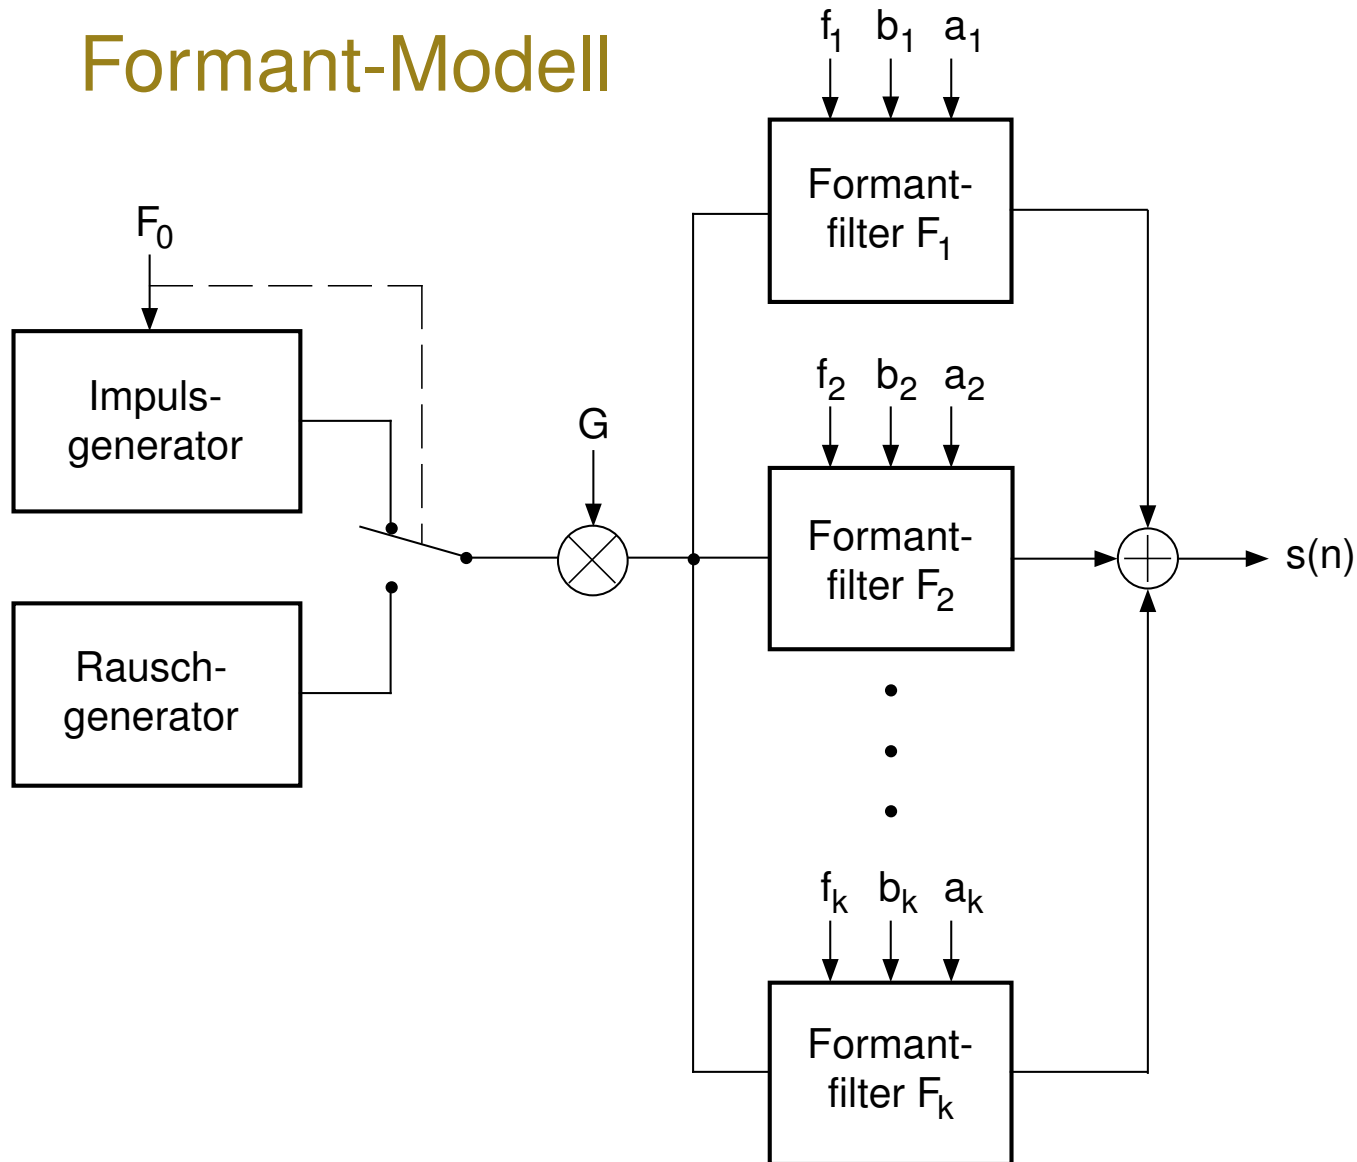 Formant-Modell
f1 b1 a1
Formant-
filter F1
F0
Impuls-
generator
f2 b2 a2
G
Formant-
filter F2
s(n)
Rausch-
generator
fk bk ak
Formant-
filter Fk